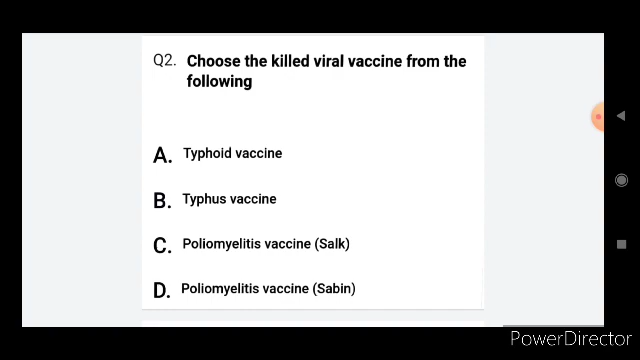 Q2. Choose the killed viral vaccine from the
following
A. Typhoid vaccine
B. Typhus vaccine
C. Poliomyelitis vaccine (Salk)
D. Poliomyelitis vaccine (Sabin)
PowerDirector